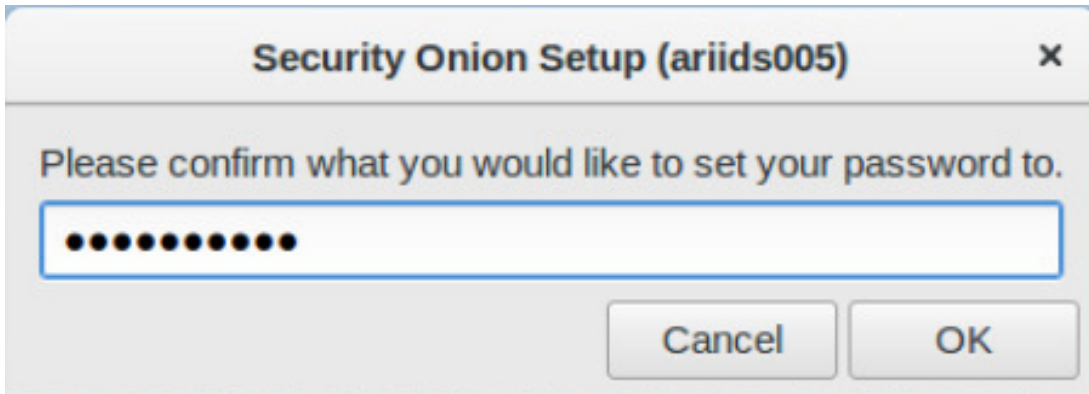 Security Onion Setup (ariids005) ×
Please confirm what you would like to set your password to.
●●●●●●●●●●
Cancel OK